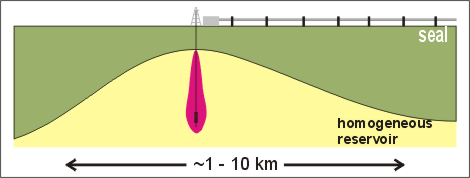 seal
homogeneous
reservoir
~1 - 10 km